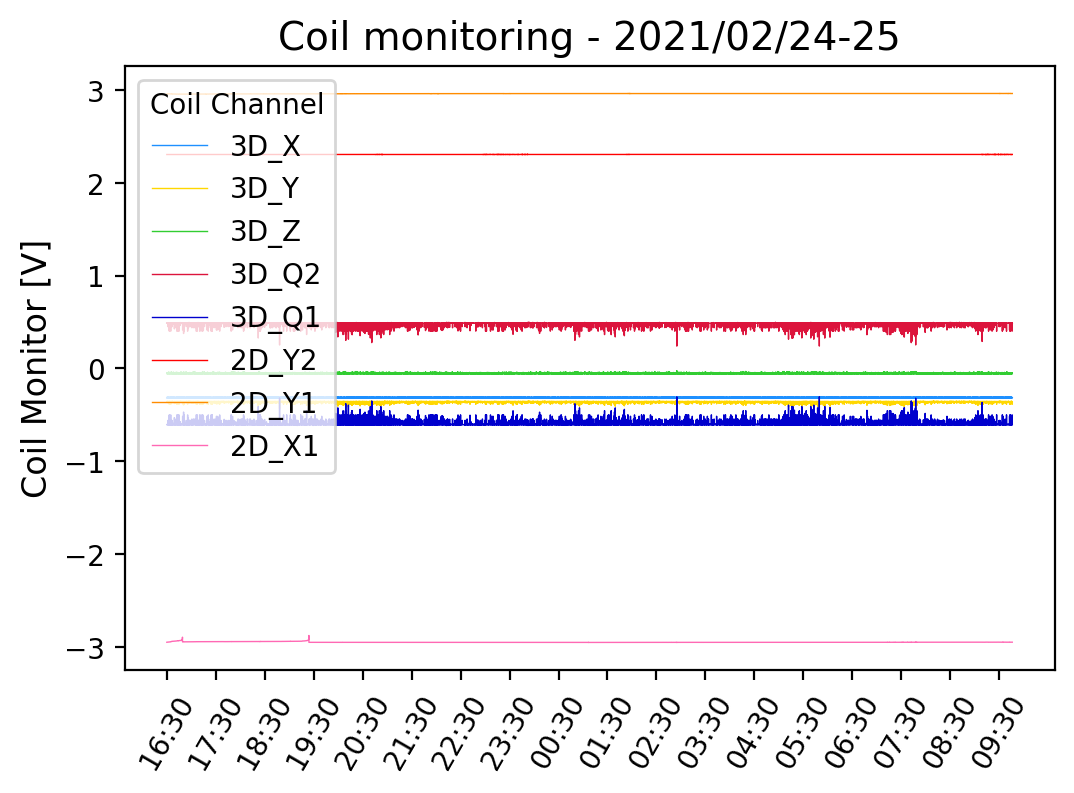 Coil monitoring - 2021/02/24-25
Coil Monitor [V]
3
2
1
0
−1
−2
−3
Coil Channel
3D_X
3D_Y
3D_Z
3D_Q2
3D_Q1
2D_Y2
2D_Y1
2D_X1
16:30
17:30
18:30
19:30
20:30
21:30
22:30
23:30
00:30
01:30
02:30
03:30
04:30
05:30
06:30
07:30
08:30
09:30